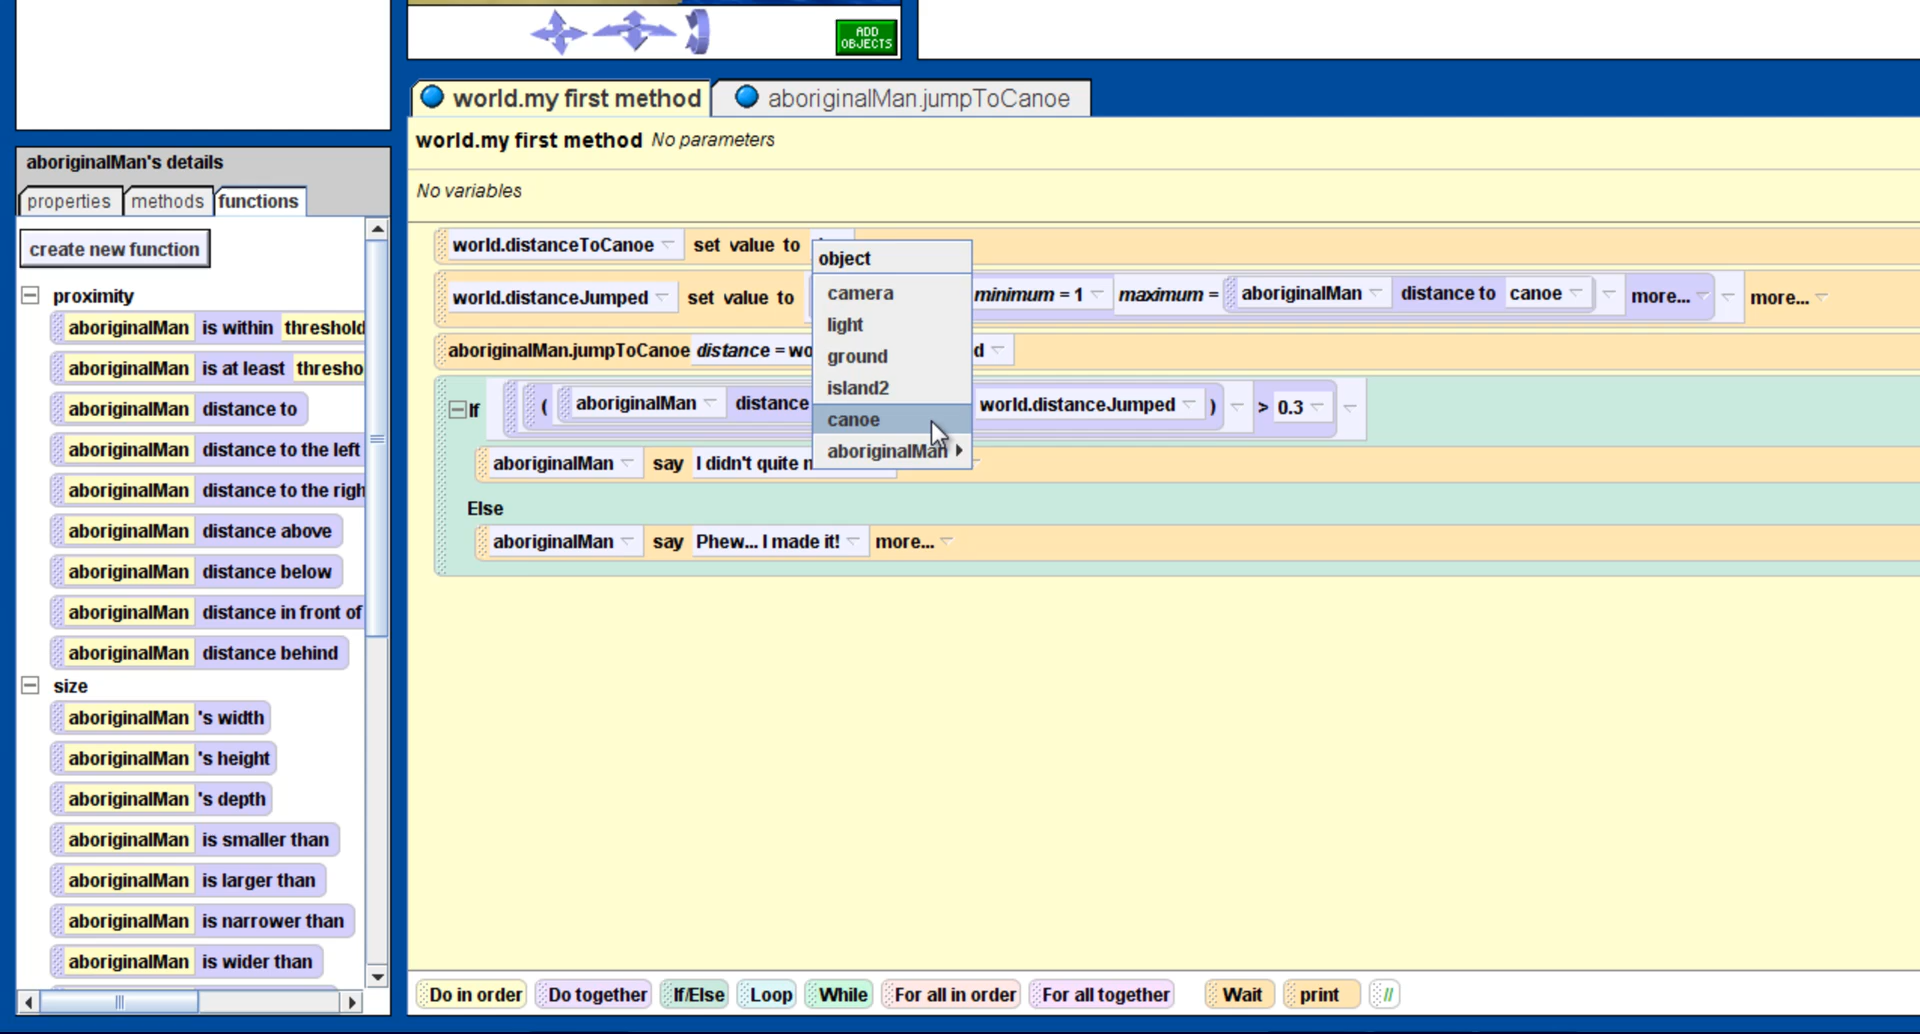 ADD
OBJECTS
world.my first method
aboriginalMan.jumpToCanoe
world.my first method No parameters
No variables
world.distanceToCanoe set value to
world.distanceJumped set value to minimum = 1 maximum = aboriginalMan distance to canoe more... more...
aboriginalMan.jumpToCanoe distance = wo d
If ( aboriginalMan distance world.distanceJumped ) > 0.3
aboriginalMan say I didn't quite
Else
aboriginalMan say Phew... I made it! more...
object
camera
light
ground
island2
canoe
aboriginalMan
aboriginalMan's details
properties methods functions
create new function
proximity
aboriginalMan is within threshold
aboriginalMan is at least thresho
aboriginalMan distance to
aboriginalMan distance to the left
aboriginalMan distance to the righ
aboriginalMan distance above
aboriginalMan distance below
aboriginalMan distance in front of
aboriginalMan distance behind
size
aboriginalMan 's width
aboriginalMan 's height
aboriginalMan 's depth
aboriginalMan is smaller than
aboriginalMan is larger than
aboriginalMan is narrower than
aboriginalMan is wider than
Do in order Do together If/Else Loop While For all in order For all together Wait print //